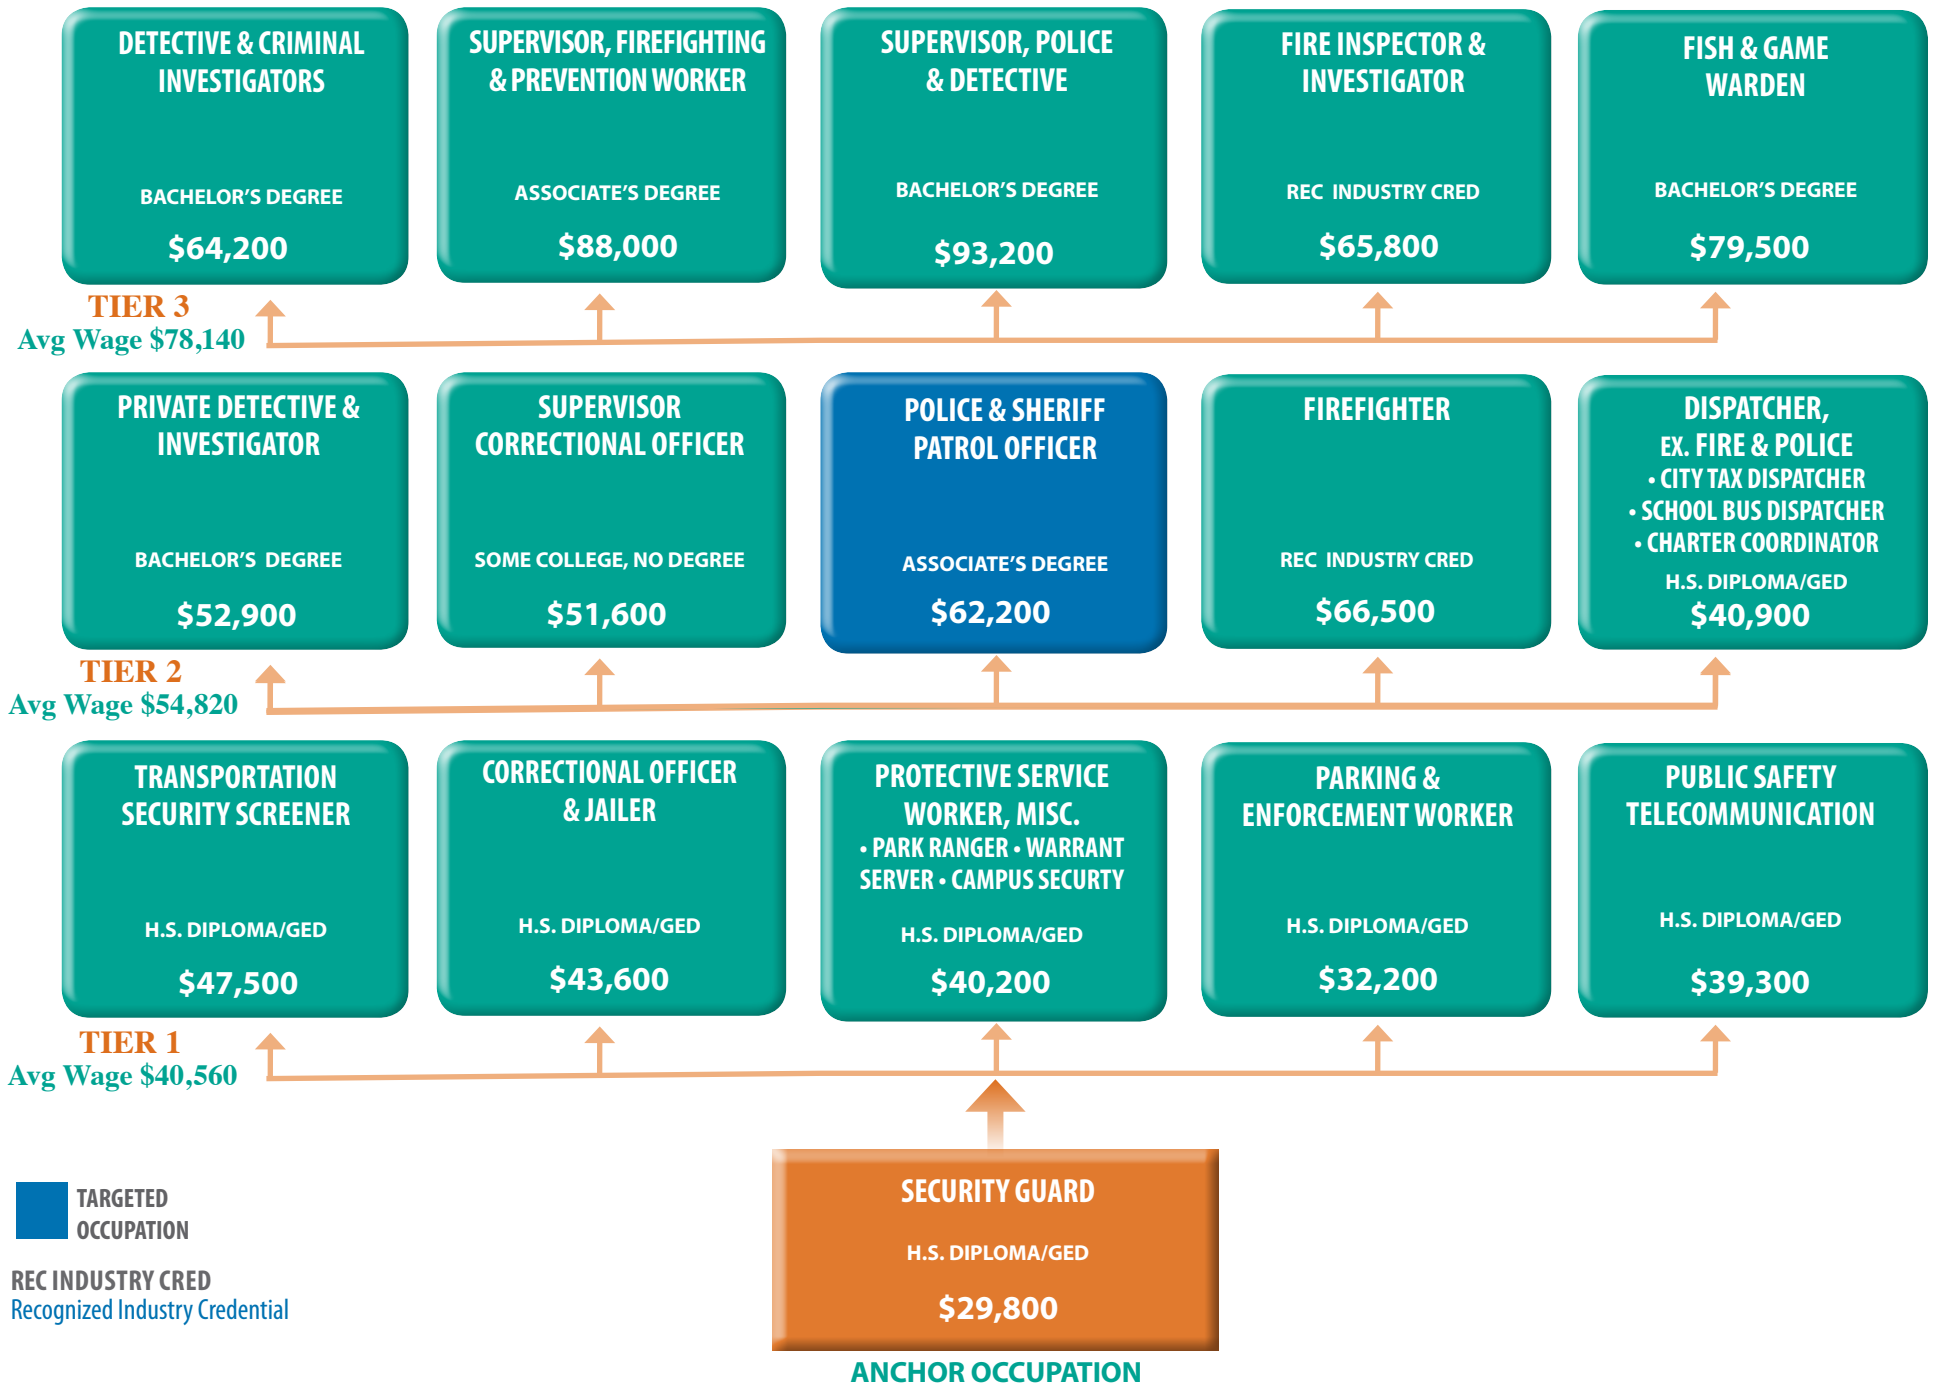 DETECTIVE & CRIMINAL
INVESTIGATORS
BACHELOR'S DEGREE
$64,200
SUPERVISOR, FIREFIGHTING
& PREVENTION WORKER
ASSOCIATE'S DEGREE
$88,000
SUPERVISOR, POLICE
& DETECTIVE
BACHELOR'S DEGREE
$93,200
FIRE INSPECTOR &
INVESTIGATOR
REC INDUSTRY CRED
$65,800
FISH & GAME
WARDEN
BACHELOR'S DEGREE
$79,500
TIER 3
Avg Wage $78,140
PRIVATE DETECTIVE &
INVESTIGATOR
BACHELOR'S DEGREE
$52,900
SUPERVISOR
CORRECTIONAL OFFICER
SOME COLLEGE, NO DEGREE
$51,600
POLICE & SHERIFF
PATROL OFFICER
ASSOCIATE'S DEGREE
$62,200
FIREFIGHTER
REC INDUSTRY CRED
$66,500
DISPATCHER,
EX. FIRE & POLICE
• CITY TAX DISPATCHER
• SCHOOL BUS DISPATCHER
• CHARTER COORDINATOR
H.S. DIPLOMA/GED
$40,900
TIER 2
Avg Wage $54,820
TRANSPORTATION
SECURITY SCREENER
H.S. DIPLOMA/GED
$47,500
CORRECTIONAL OFFICER
& JAILER
H.S. DIPLOMA/GED
$43,600
PROTECTIVE SERVICE
WORKER, MISC.
• PARK RANGER • WARRANT
SERVER • CAMPUS SECURTY
H.S. DIPLOMA/GED
$40,200
PARKING &
ENFORCEMENT WORKER
H.S. DIPLOMA/GED
$32,200
PUBLIC SAFETY
TELECOMMUNICATION
H.S. DIPLOMA/GED
$39,300
TIER 1
Avg Wage $40,560
SECURITY GUARD
H.S. DIPLOMA/GED
$29,800
ANCHOR OCCUPATION
TARGETED
OCCUPATION
REC INDUSTRY CRED
Recognized Industry Credential